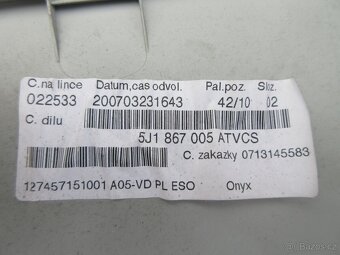 C. na lince Datum,cas odvol. Pal.poz. Skz.
022533 200703231643 42/10 02
C. dilu
5J1 867 005 ATVCS
C. zakazky 0713145583
127457151001 A05-VD PL ESO Onyx